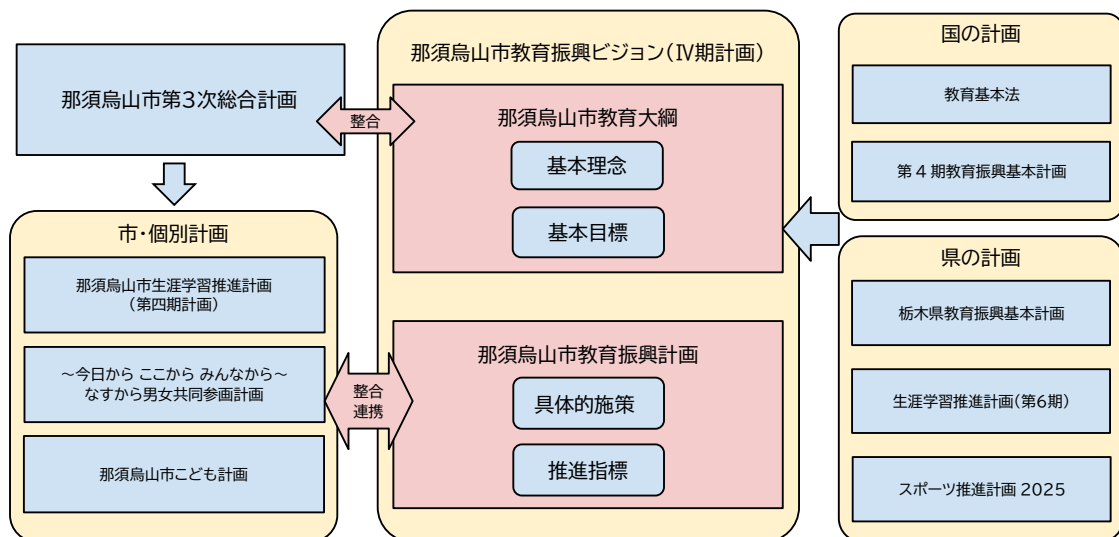 那須烏山市第3次総合計画
市・個別計画
那須烏山市生涯学習推進計画
(第四期計画)
～今日から ここから みんなから～
なすから男女共同参画計画
那須烏山市こども計画
整合
整合
連携
那須烏山市教育振興ビジョン(Ⅳ期計画)
那須烏山市教育大綱
基本理念
基本目標
那須烏山市教育振興計画
具体的施策
推進指標
国の計画
教育基本法
第４期教育振興基本計画
県の計画
栃木県教育振興基本計画
生涯学習推進計画(第6期)
スポーツ推進計画 2025